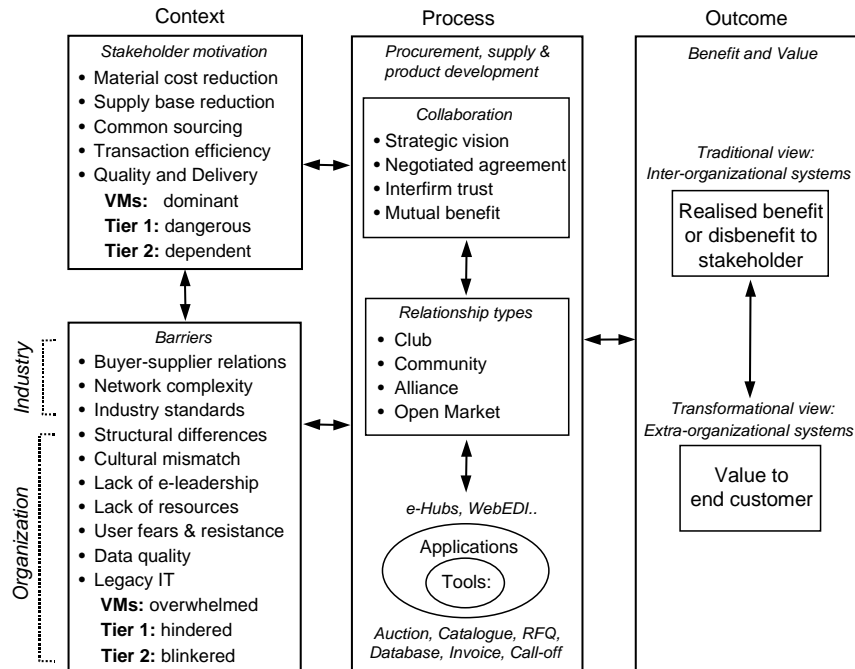 Context
Stakeholder motivation
• Material cost reduction
• Supply base reduction
• Common sourcing
• Transaction efficiency
• Quality and Delivery
VMs: dominant
Tier 1: dangerous
Tier 2: dependent
Industry
Organization
Barriers
• Buyer-supplier relations
• Network complexity
• Industry standards
• Structural differences
• Cultural mismatch
• Lack of e-leadership
• Lack of resources
• User fears & resistance
• Data quality
• Legacy IT
VMs: overwhelmed
Tier 1: hindered
Tier 2: blinkered
Process
Procurement, supply &
product development
Collaboration
• Strategic vision
• Negotiated agreement
• Interfirm trust
• Mutual benefit
Relationship types
• Club
• Community
• Alliance
• Open Market
e-Hubs, WebEDI..
Applications
Tools:
Auction, Catalogue, RFQ,
Database, Invoice, Call-off
Outcome
Benefit and Value
Traditional view:
Inter-organizational systems
Realised benefit
or disbenefit to
stakeholder
Transformational view:
Extra-organizational systems
Value to
end customer